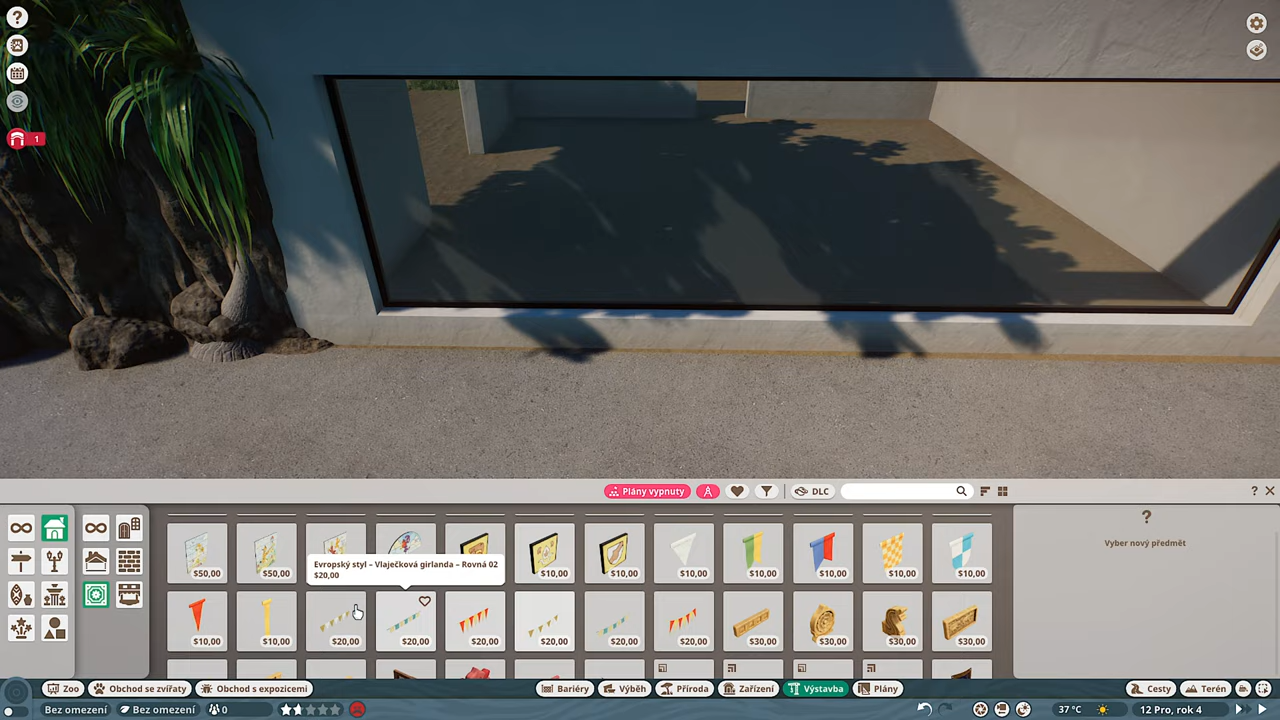 ?
1
Plány vypnuty
DLC
? ×
$50,00 $50,00 $10,00 $10,00 $10,00 $10,00 $10,00 $10,00 $10,00
Evropský styl – Vlaječková girlanda – Rovná 02
$20,00
?
Vyber nový předmět
$10,00 $10,00 $20,00 $20,00 $20,00 $20,00 $20,00 $20,00 $30,00 $30,00 $30,00 $30,00
Zoo Obchod se zvířaty Obchod s expozicemi Bariéry Výběh Příroda Zařízení Výstavba Plány Cesty Terén
Bez omezení Bez omezení 0 37 °C 12 Pro, rok 4